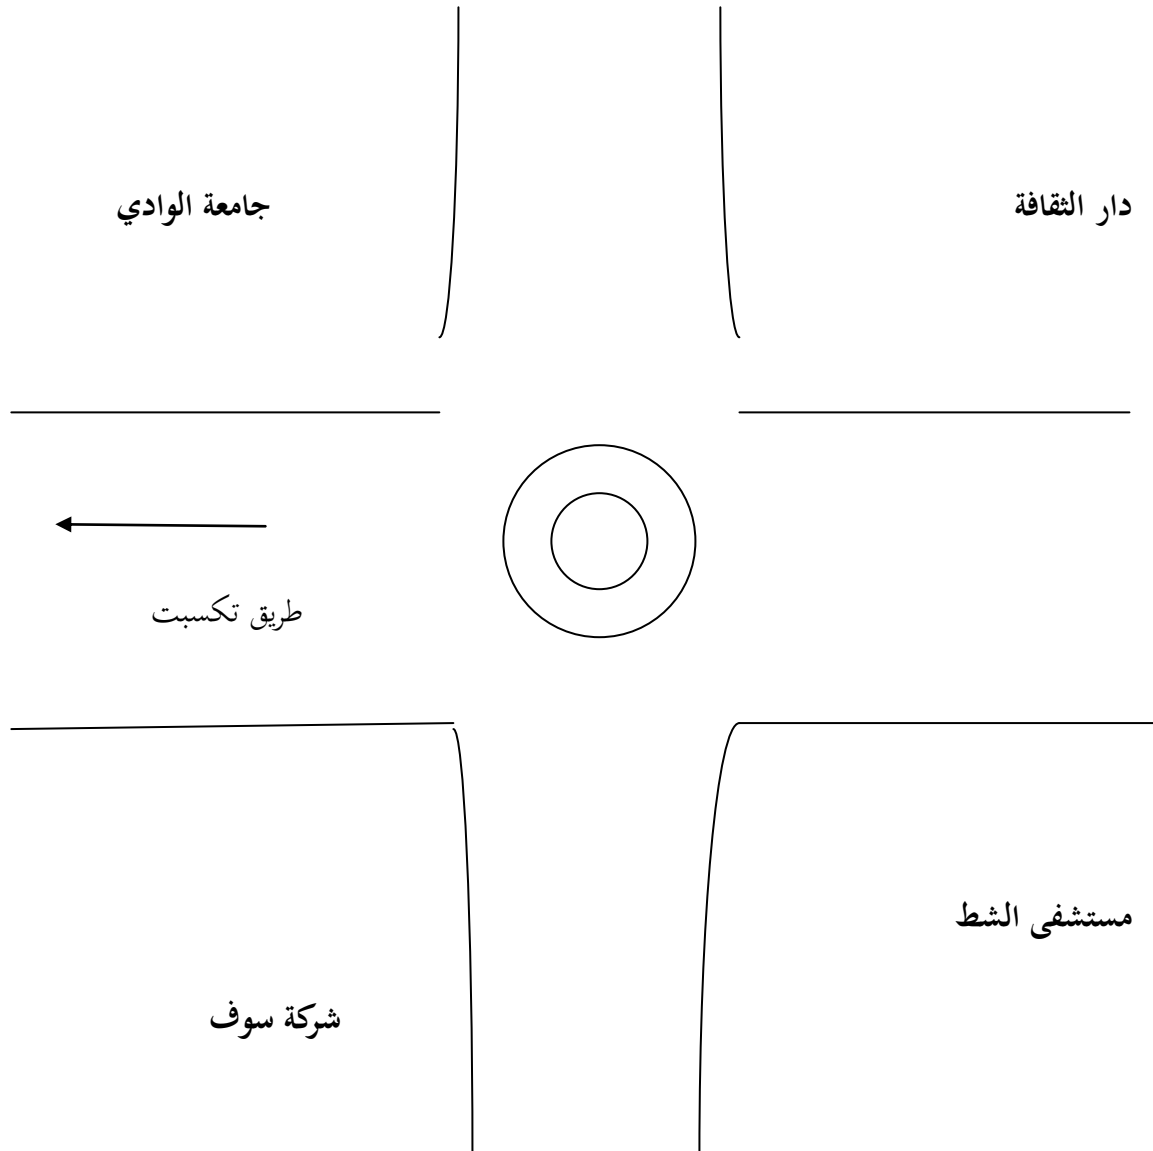 دار الثقافة
جامعة الوادي
طريق تكسبت
مستشفى الشط
شركة سوف